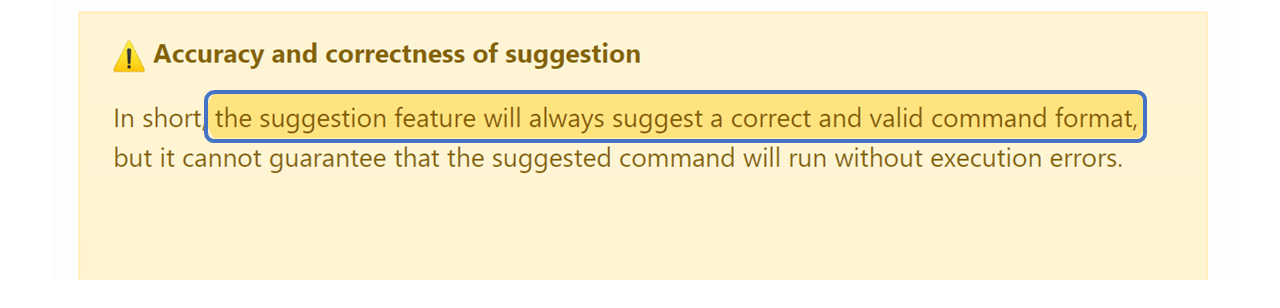 ⚠ Accuracy and correctness of suggestion
In short, the suggestion feature will always suggest a correct and valid command format,
but it cannot guarantee that the suggested command will run without execution errors.